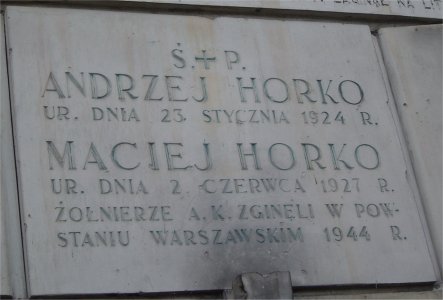 Ś.+P.
ANDRZEJ HORKO
UR. DNIA 23 STYCZNIA 1924 R.
MACIEJ HORKO
UR. DNIA 2. CZERWCA 1927 R.
ŻOŁNIERZE A.K. ZGINĘLI W POW-
STANIU WARSZAWSKIM 1944 R.